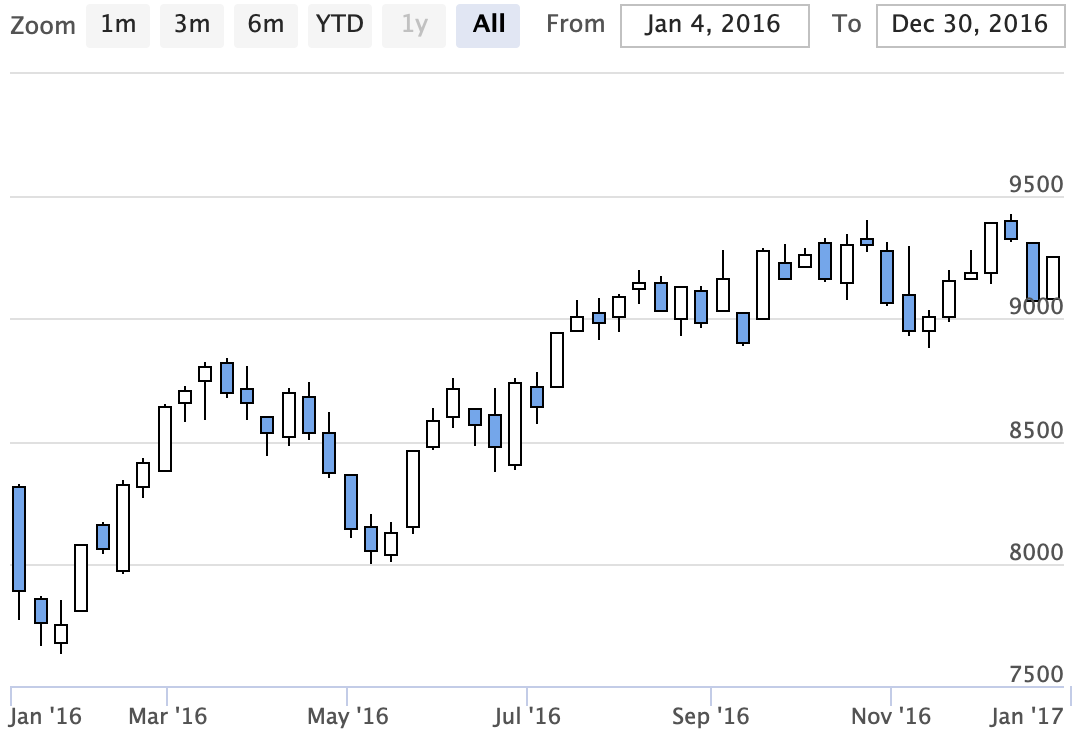 Zoom 1m 3m 6m YTD 1y All From Jan 4, 2016 To Dec 30, 2016
9500
9000
8500
8000
7500
Jan '16 Mar '16 May '16 Jul '16 Sep '16 Nov '16 Jan '17